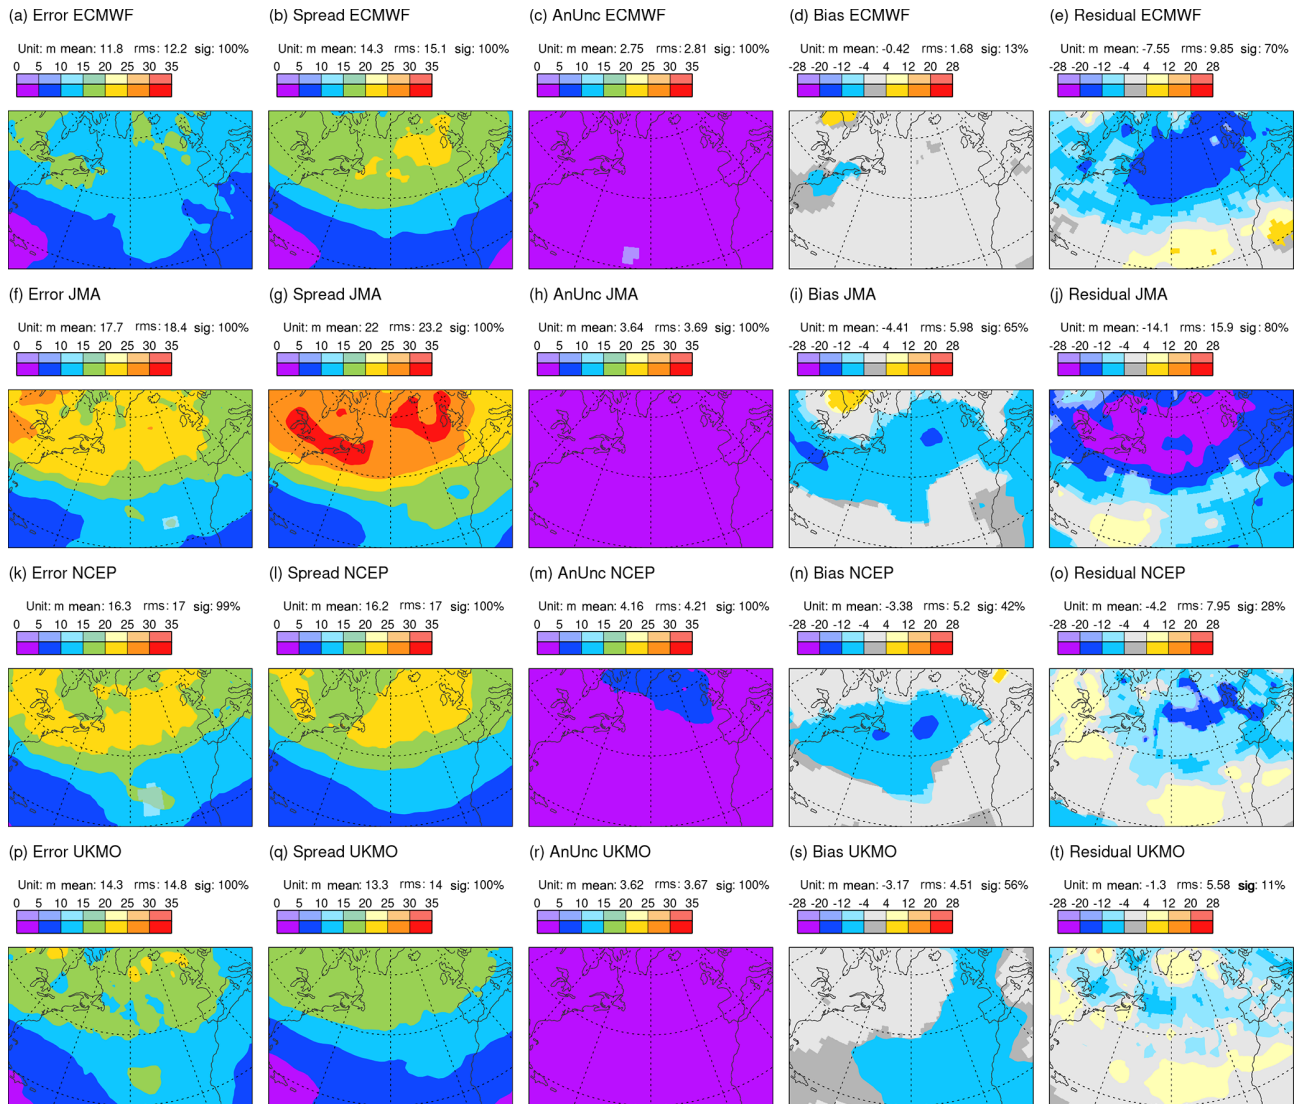 (a) Error ECMWF
Unit: m mean: 11.8 rms: 12.2 sig: 100%
0 5 10 15 20 25 30 35
(b) Spread ECMWF
Unit: m mean: 14.3 rms: 15.1 sig: 100%
0 5 10 15 20 25 30 35
(c) AnUnc ECMWF
Unit: m mean: 2.75 rms: 2.81 sig: 100%
0 5 10 15 20 25 30 35
(d) Bias ECMWF
Unit: m mean: -0.42 rms: 1.68 sig: 13%
-28 -20 -12 -4 4 12 20 28
(e) Residual ECMWF
Unit: m mean: -7.55 rms: 9.85 sig: 70%
-28 -20 -12 -4 4 12 20 28
(f) Error JMA
Unit: m mean: 17.7 rms: 18.4 sig: 100%
0 5 10 15 20 25 30 35
(g) Spread JMA
Unit: m mean: 22 rms: 23.2 sig: 100%
0 5 10 15 20 25 30 35
(h) AnUnc JMA
Unit: m mean: 3.64 rms: 3.69 sig: 100%
0 5 10 15 20 25 30 35
(i) Bias JMA
Unit: m mean: -4.41 rms: 5.98 sig: 65%
-28 -20 -12 -4 4 12 20 28
(j) Residual JMA
Unit: m mean: -14.1 rms: 15.9 sig: 80%
-28 -20 -12 -4 4 12 20 28
(k) Error NCEP
Unit: m mean: 16.3 rms: 17 sig: 99%
0 5 10 15 20 25 30 35
(l) Spread NCEP
Unit: m mean: 16.2 rms: 17 sig: 100%
0 5 10 15 20 25 30 35
(m) AnUnc NCEP
Unit: m mean: 4.16 rms: 4.21 sig: 100%
0 5 10 15 20 25 30 35
(n) Bias NCEP
Unit: m mean: -3.38 rms: 5.2 sig: 42%
-28 -20 -12 -4 4 12 20 28
(o) Residual NCEP
Unit: m mean: -4.2 rms: 7.95 sig: 28%
-28 -20 -12 -4 4 12 20 28
(p) Error UKMO
Unit: m mean: 14.3 rms: 14.8 sig: 100%
0 5 10 15 20 25 30 35
(q) Spread UKMO
Unit: m mean: 13.3 rms: 14 sig: 100%
0 5 10 15 20 25 30 35
(r) AnUnc UKMO
Unit: m mean: 3.62 rms: 3.67 sig: 100%
0 5 10 15 20 25 30 35
(s) Bias UKMO
Unit: m mean: -3.17 rms: 4.51 sig: 56%
-28 -20 -12 -4 4 12 20 28
(t) Residual UKMO
Unit: m mean: -1.3 rms: 5.58 sig: 11%
-28 -20 -12 -4 4 12 20 28